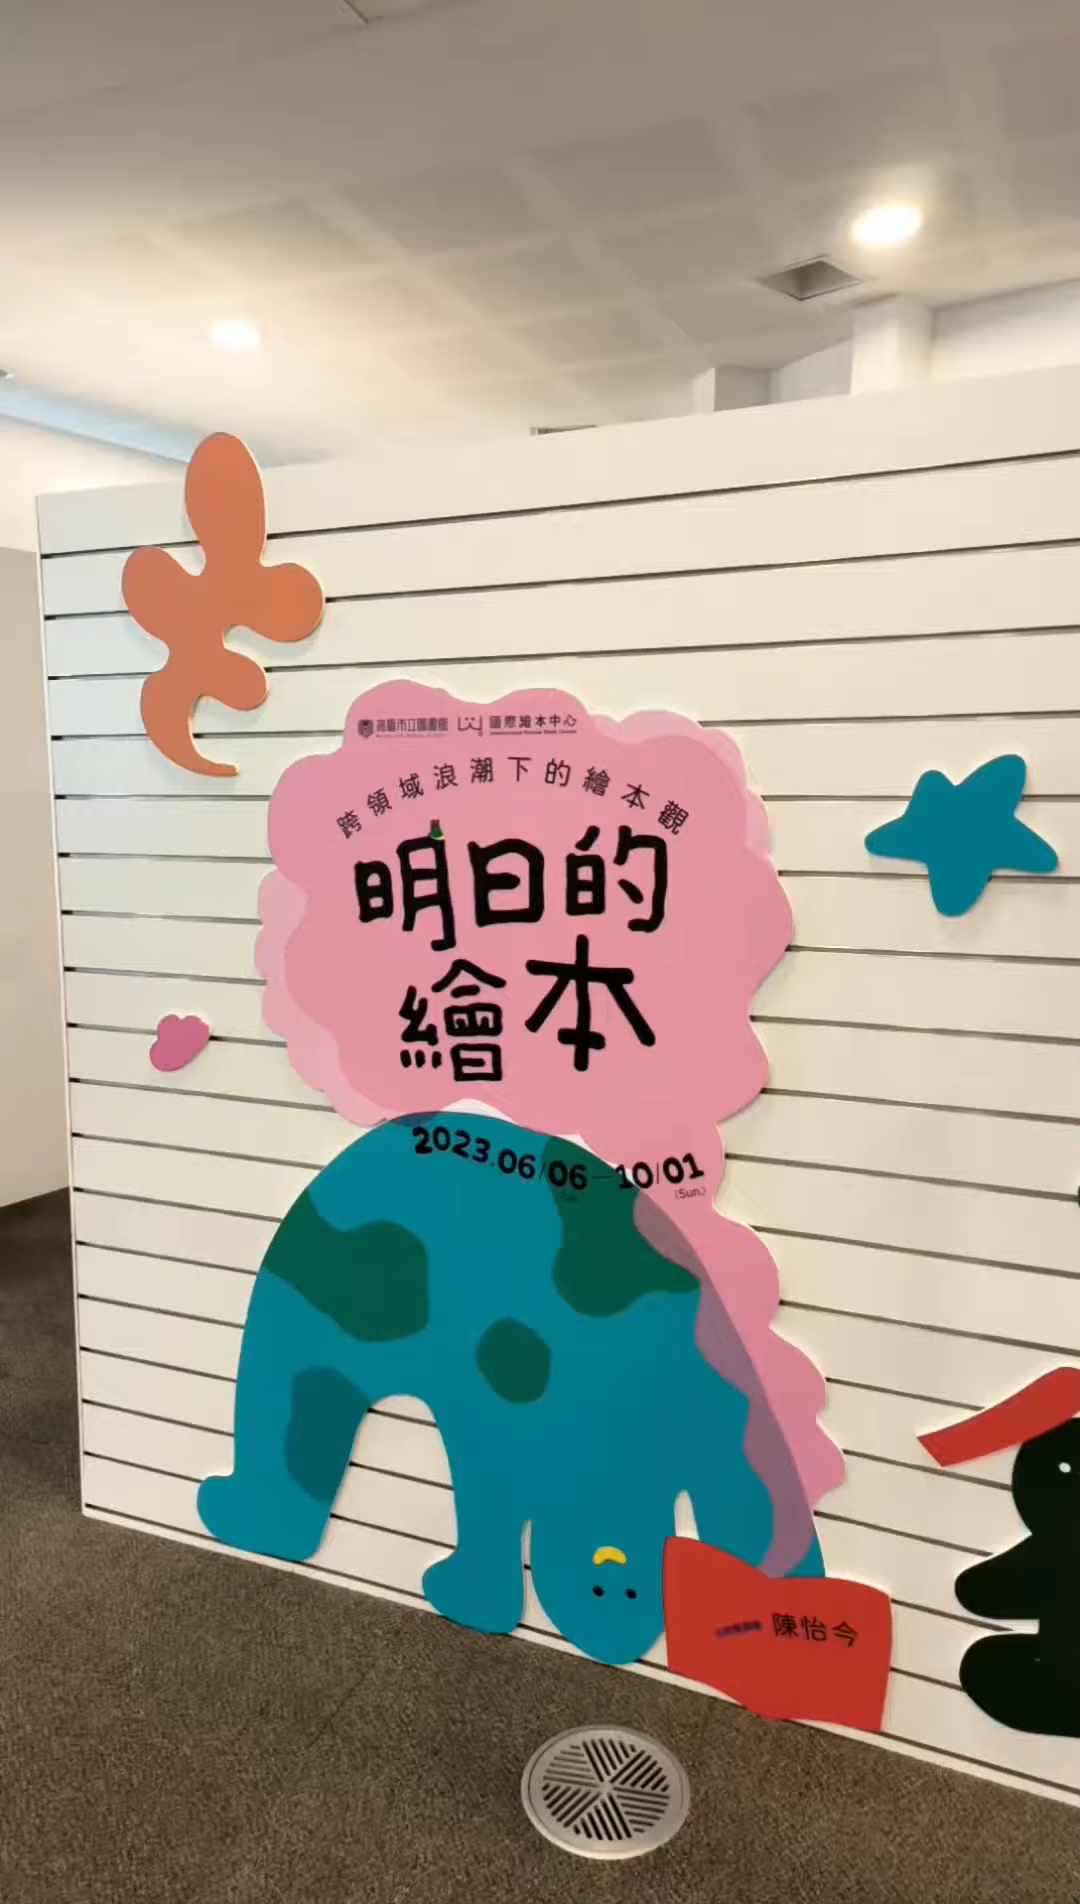 高雄市立圖書館 國際繪本中心
跨領域浪潮下的繪本觀
明日的
繪本
2023.06/06—10/01
(Sun.)
陳怡今